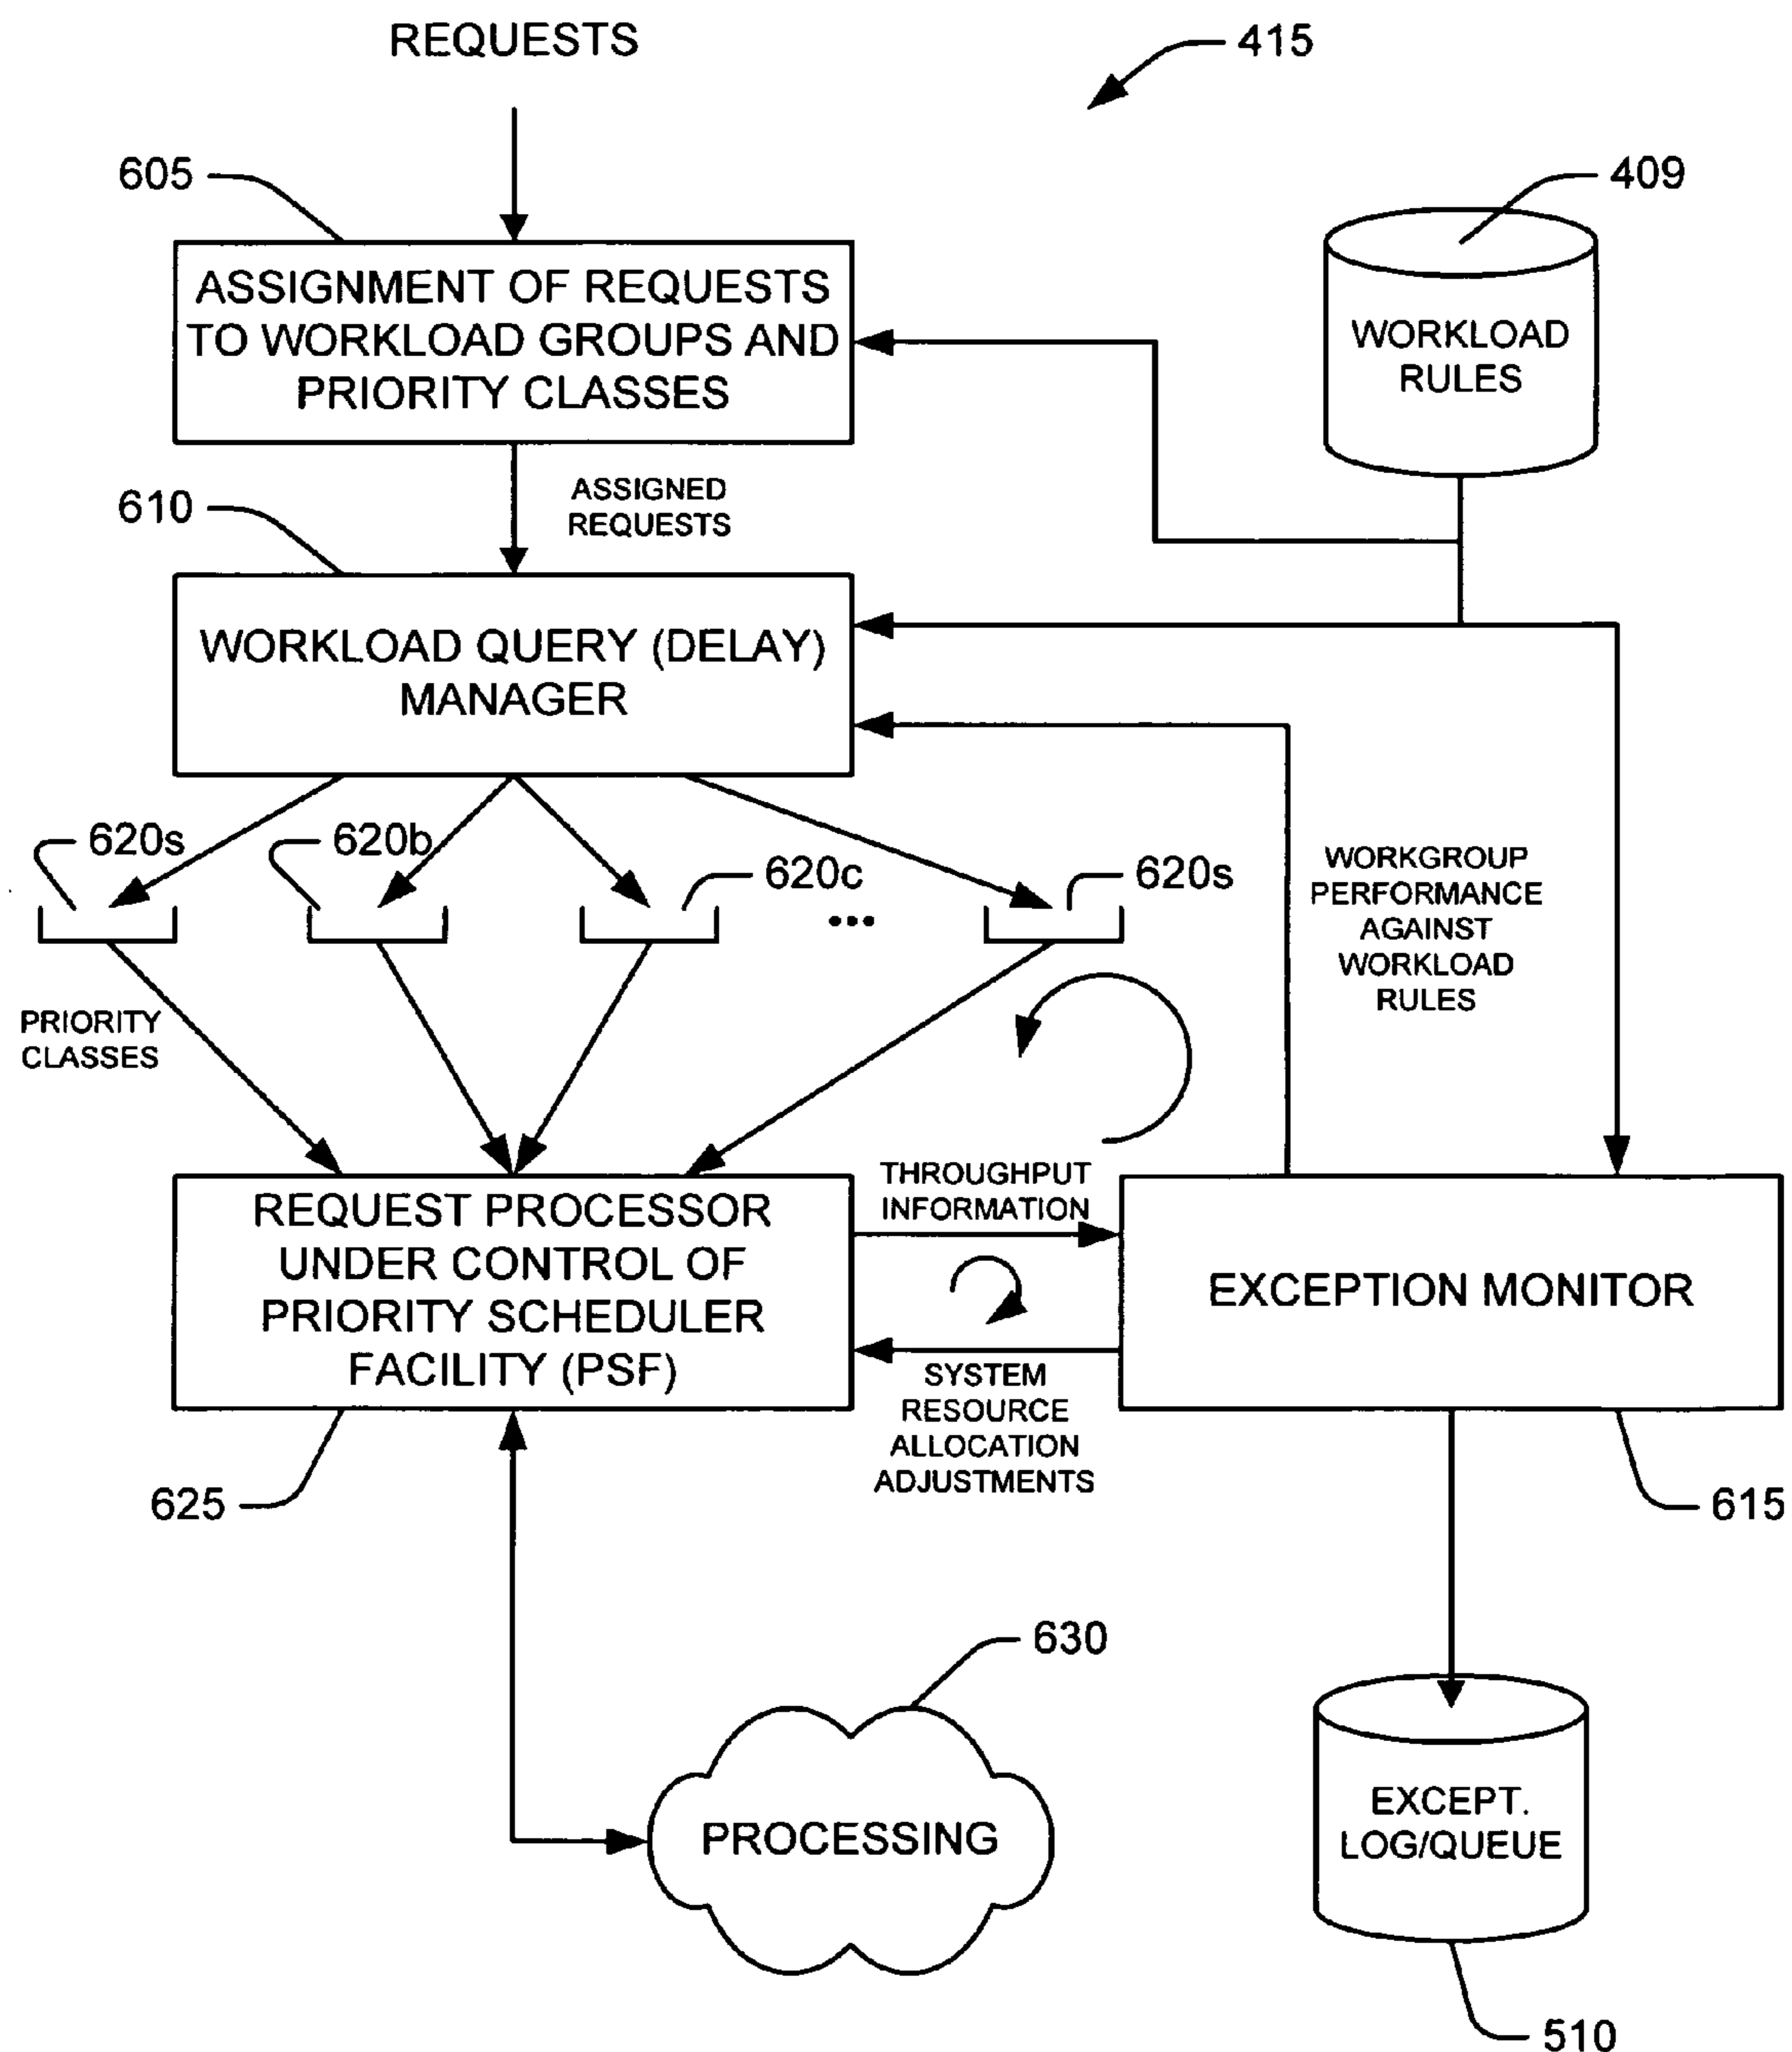 REQUESTS
415
605
409
ASSIGNMENT OF REQUESTS
TO WORKLOAD GROUPS AND
PRIORITY CLASSES
WORKLOAD
RULES
610
ASSIGNED
REQUESTS
WORKLOAD QUERY (DELAY)
MANAGER
620s
620b
620c
...
620s
WORKGROUP
PERFORMANCE
AGAINST
WORKLOAD
RULES
PRIORITY
CLASSES
THROUGHPUT
INFORMATION
REQUEST PROCESSOR
UNDER CONTROL OF
PRIORITY SCHEDULER
FACILITY (PSF)
EXCEPTION MONITOR
SYSTEM
RESOURCE
ALLOCATION
ADJUSTMENTS
625
615
630
PROCESSING
EXCEPT.
LOG/QUEUE
510